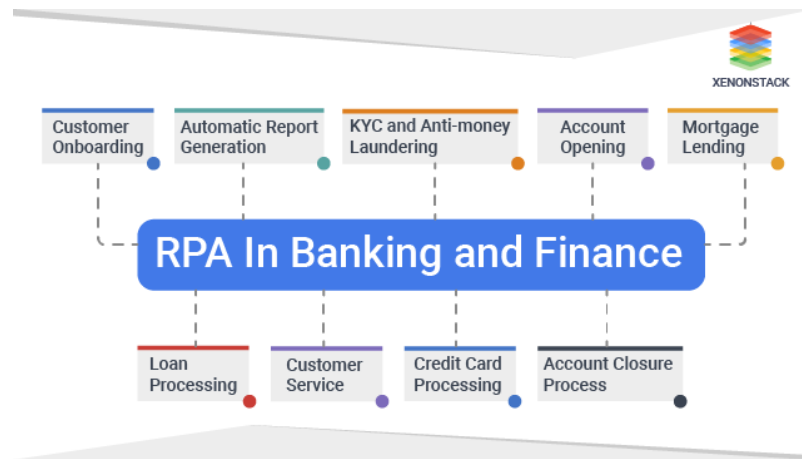 XENONSTACK
Customer
Onboarding
Automatic Report
Generation
KYC and Anti-money
Laundering
Account
Opening
Mortgage
Lending
RPA In Banking and Finance
Loan
Processing
Customer
Service
Credit Card
Processing
Account Closure
Process